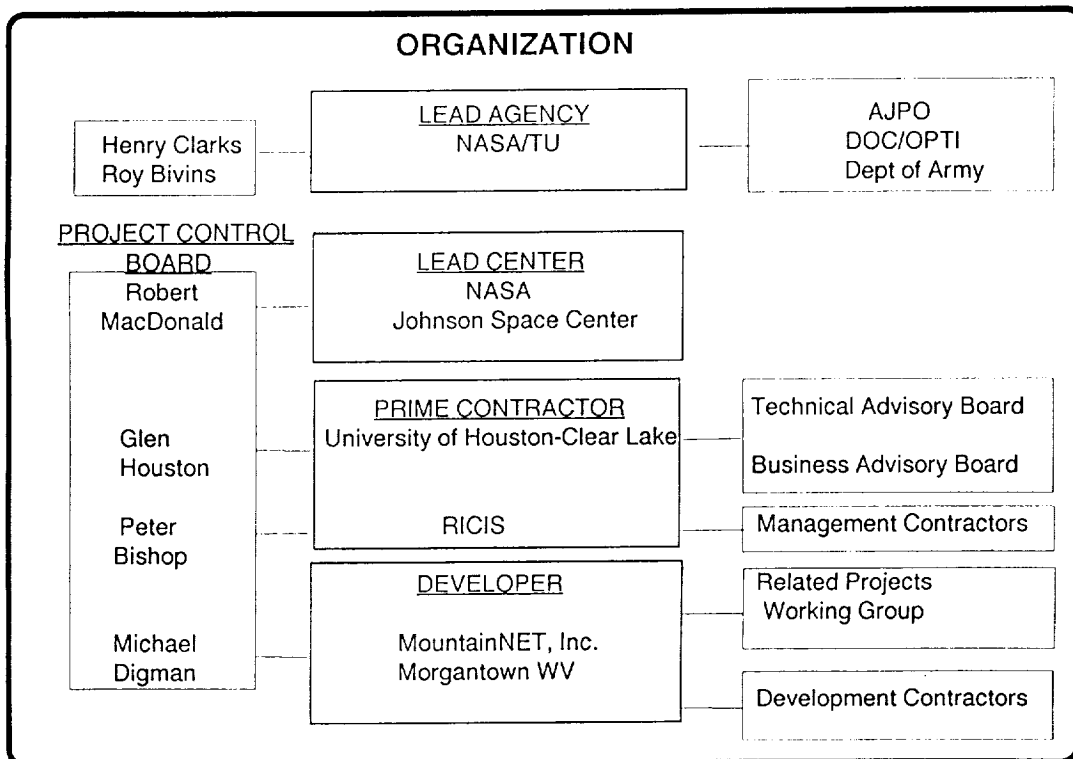 ORGANIZATION
Henry Clarks
Roy Bivins
LEAD AGENCY
NASA/TU
AJPO
DOC/OPTI
Dept of Army
PROJECT CONTROL
BOARD
Robert
MacDonald
LEAD CENTER
NASA
Johnson Space Center
Glen
Houston
PRIME CONTRACTOR
University of Houston-Clear Lake
Technical Advisory Board
Business Advisory Board
Peter
Bishop
RICIS
Management Contractors
Michael
Digman
DEVELOPER
MountainNET, Inc.
Morgantown WV
Related Projects
Working Group
Development Contractors